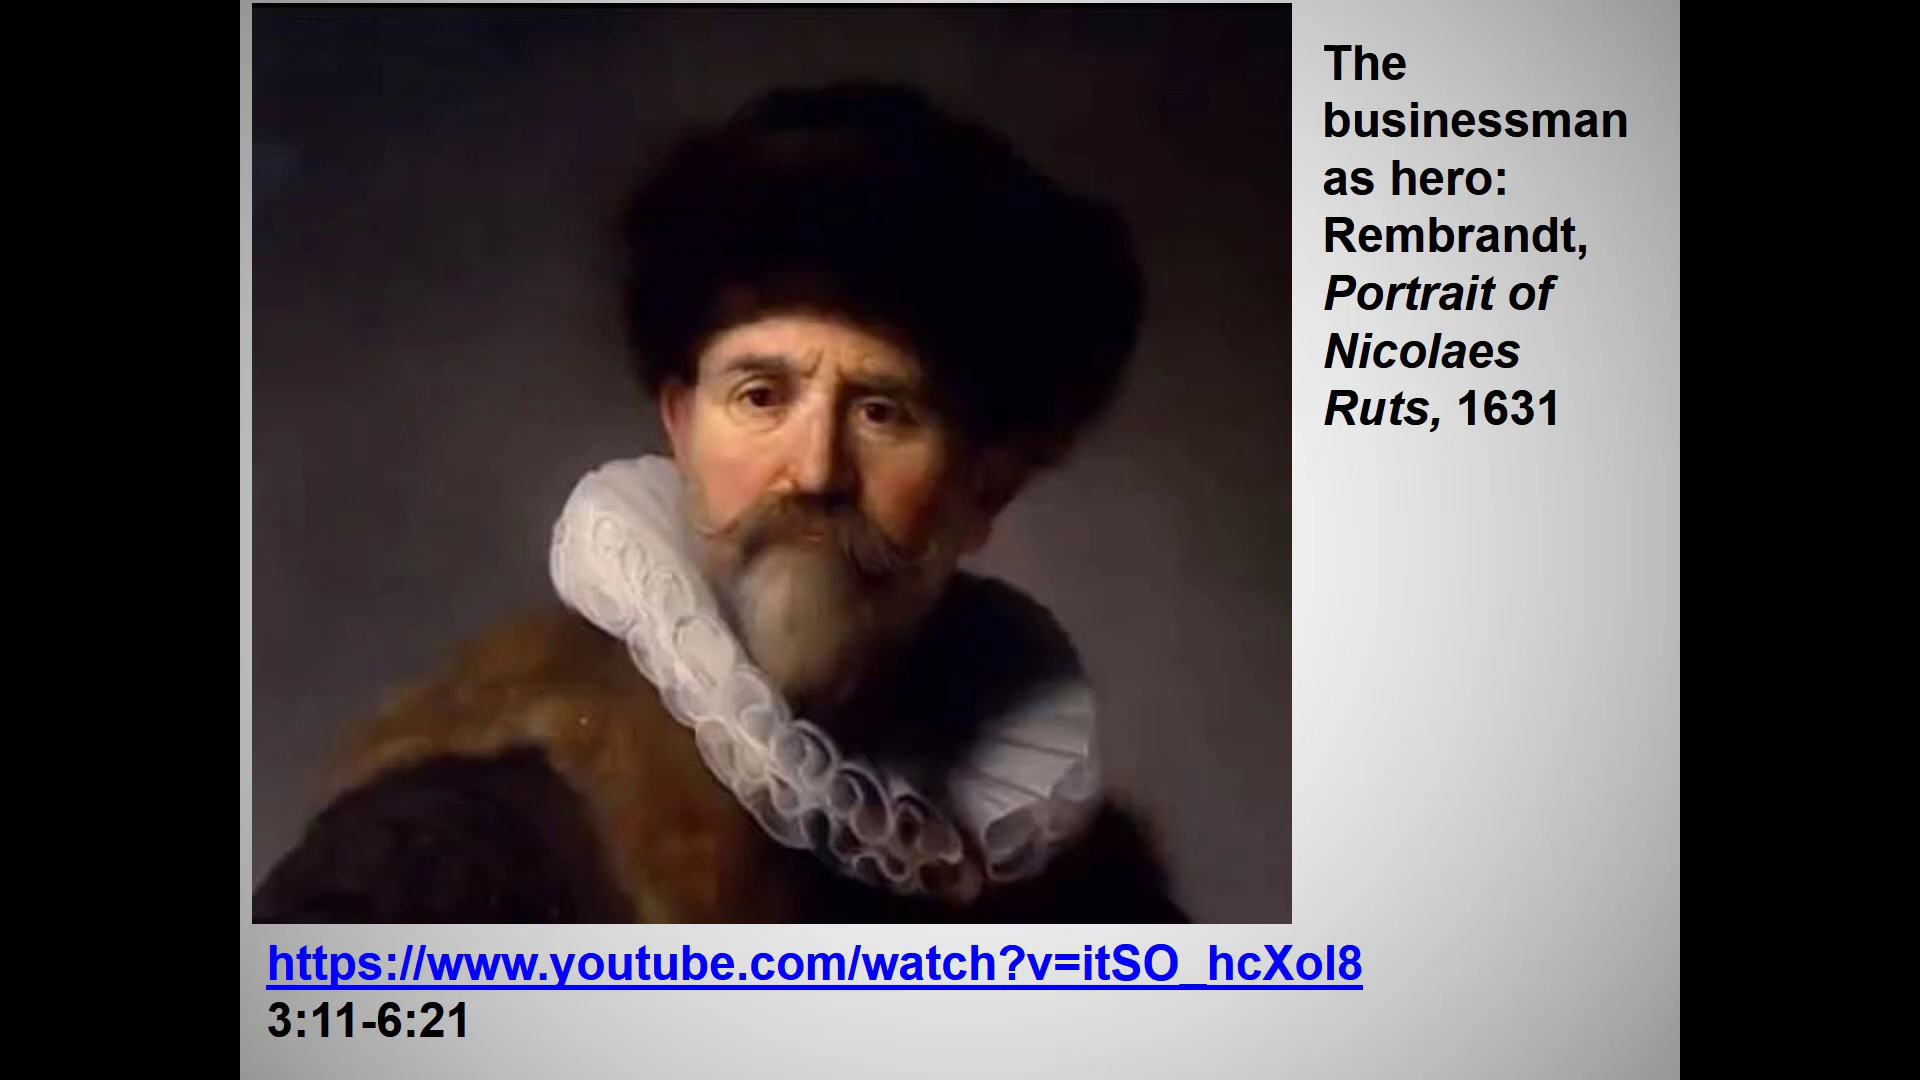 The
businessman
as hero:
Rembrandt,
Portrait of
Nicolaes
Ruts, 1631
https://www.youtube.com/watch?v=itSO_hcXol8
3:11-6:21